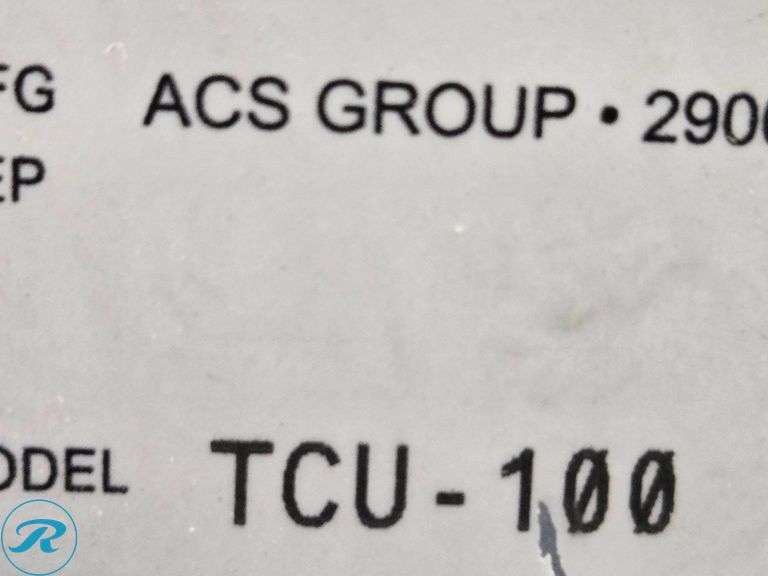 FG ACS GROUP • 290
EP
ODEL TCU-100
R